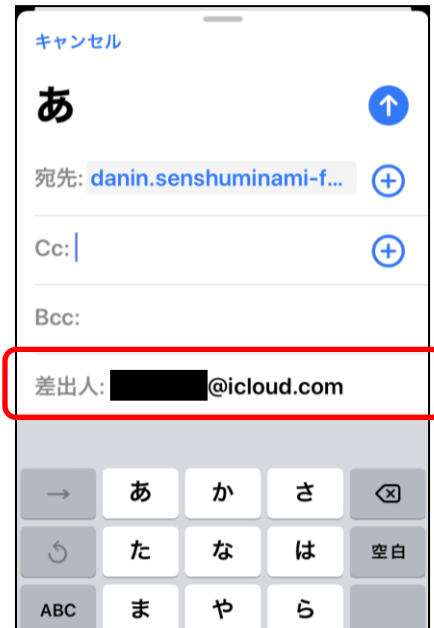 キャンセル
あ
宛先: danin.senshuminami-f...
Cc:
Bcc:
差出人: @icloud.com
→ あ か さ
た な は 空白
ABC ま や ら